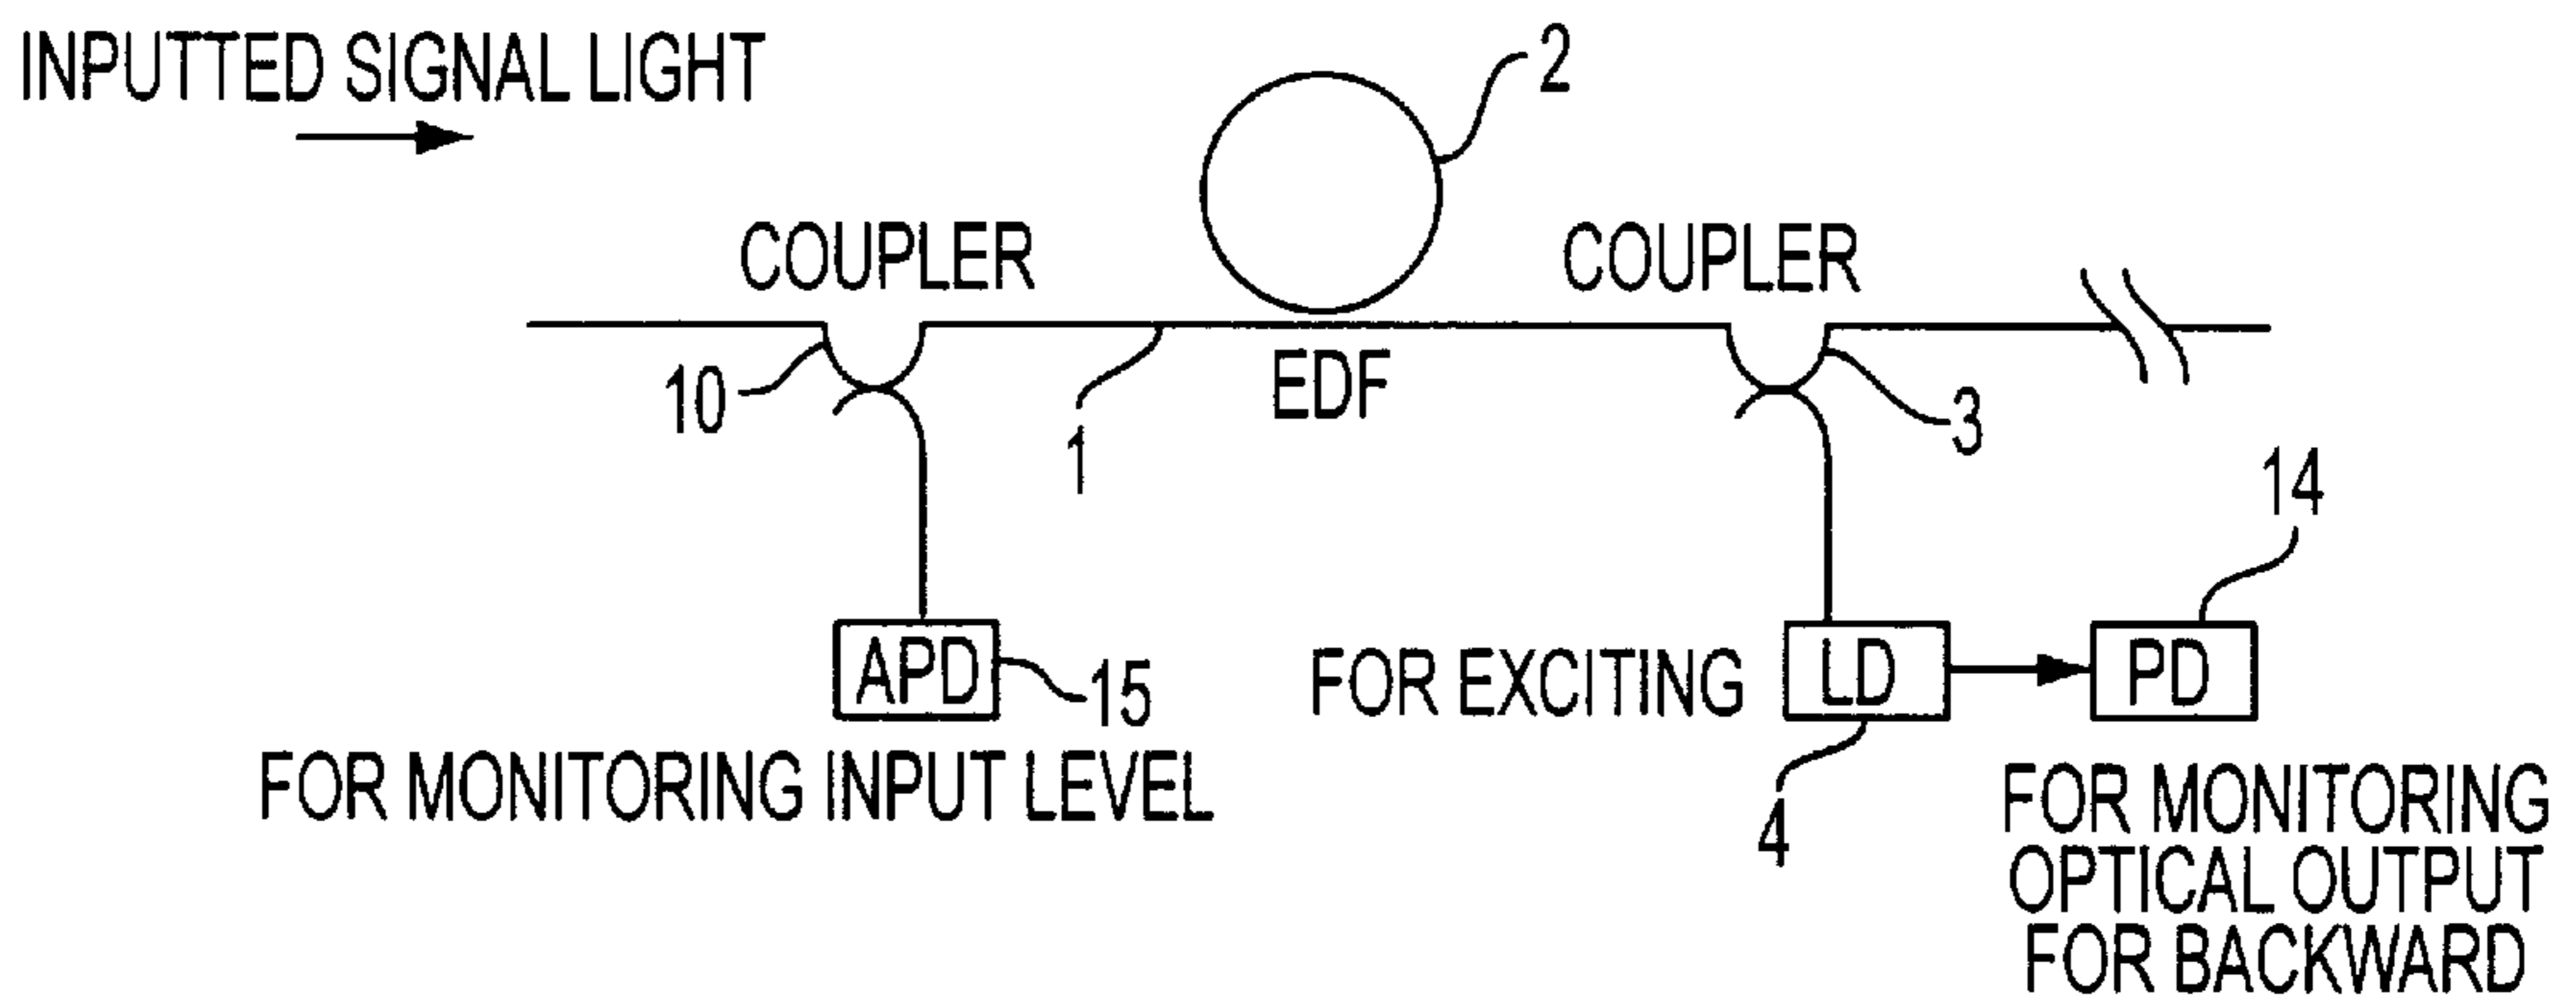 INPUTTED SIGNAL LIGHT
2
COUPLER
COUPLER
10
1
EDF
3
14
APD
15
FOR EXCITING
LD
PD
FOR MONITORING INPUT LEVEL
4
FOR MONITORING
OPTICAL OUTPUT
FOR BACKWARD